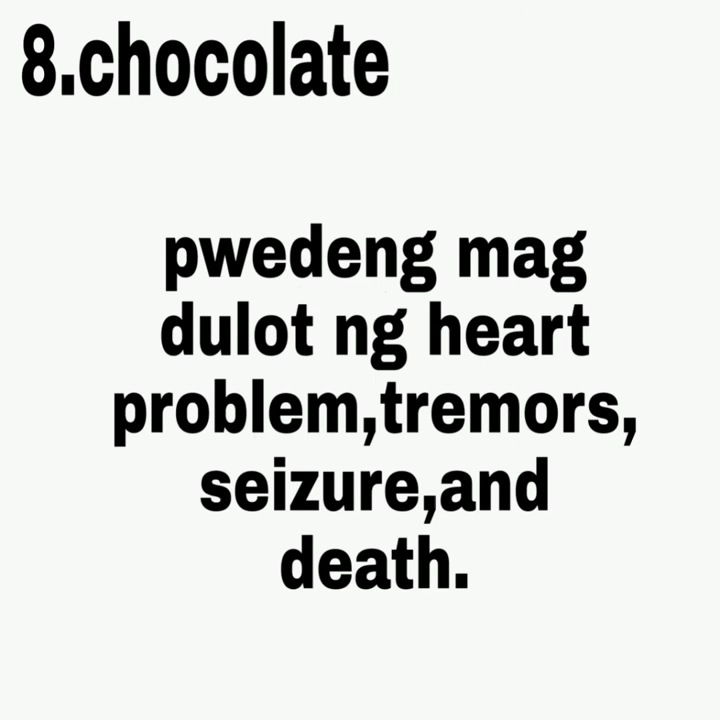 8.chocolate
pwedeng mag
dulot ng heart
problem,tremors,
seizure,and
death.